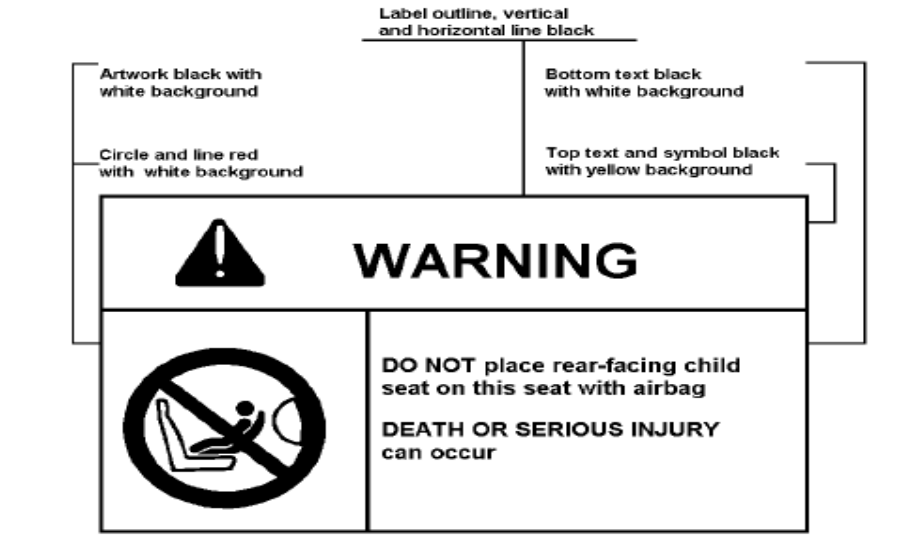 Label outline, vertical
and horizontal line black
Artwork black with
white background
Bottom text black
with white background
Circle and line red
with white background
Top text and symbol black
with yellow background
WARNING
DO NOT place rear-facing child
seat on this seat with airbag
DEATH OR SERIOUS INJURY
can occur